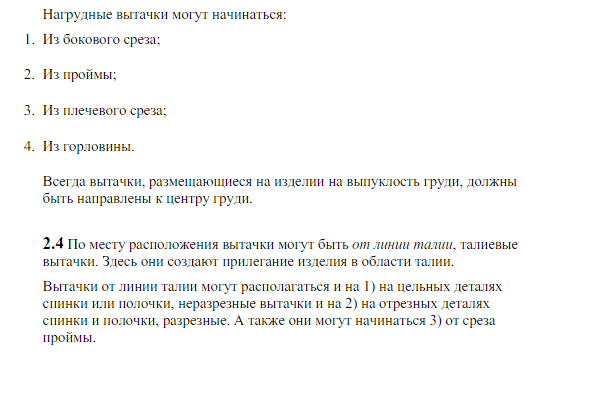 Нагрудные вытачки могут начинаться:
1. Из бокового среза;
2. Из проймы;
3. Из плечевого среза;
4. Из горловины.
Всегда вытачки, размещающиеся на изделии на выпуклость груди, должны
быть направлены к центру груди.
2.4 По месту расположения вытачки могут быть от линии талии, талиевые
вытачки. Здесь они создают прилегание изделия в области талии.
Вытачки от линии талии могут располагаться и на 1) на цельных деталях
спинки или полочки, неразрезные вытачки и на 2) на отрезных деталях
спинки и полочки, разрезные. А также они могут начинаться 3) от среза
проймы.